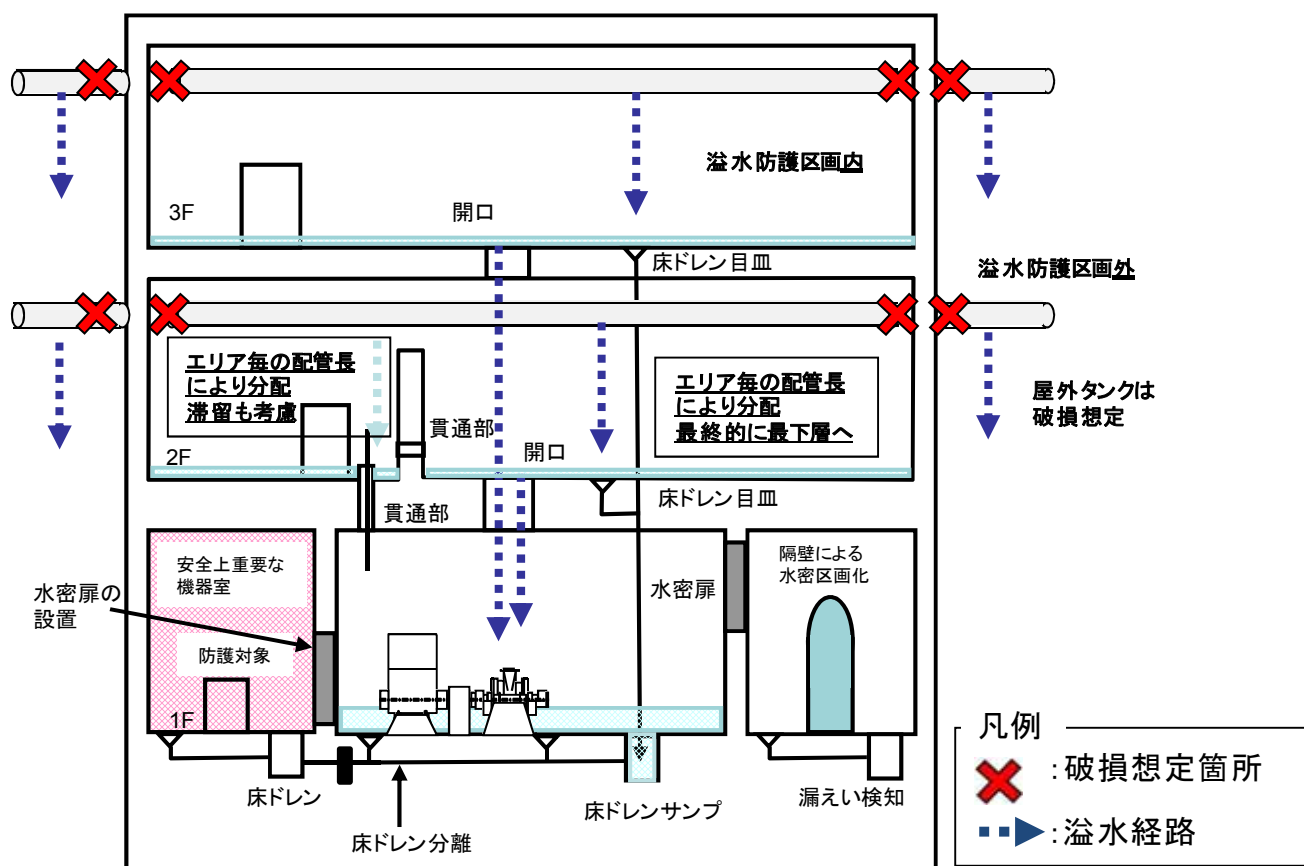 溢水防護区画内
3F
開口
床ドレン目皿
溢水防護区画外
エリア毎の配管長
により分配
滞留も考慮
エリア毎の配管長
により分配
最終的に最下層へ
屋外タンクは
破損想定
貫通部
2F
開口
床ドレン目皿
貫通部
安全上重要な
機器室
隔壁による
水密区画化
水密扉
水密扉の
設置
防護対象
1F
床ドレン
床ドレンサンプ
漏えい検知
床ドレン分離
凡例
:破損想定箇所
:溢水経路